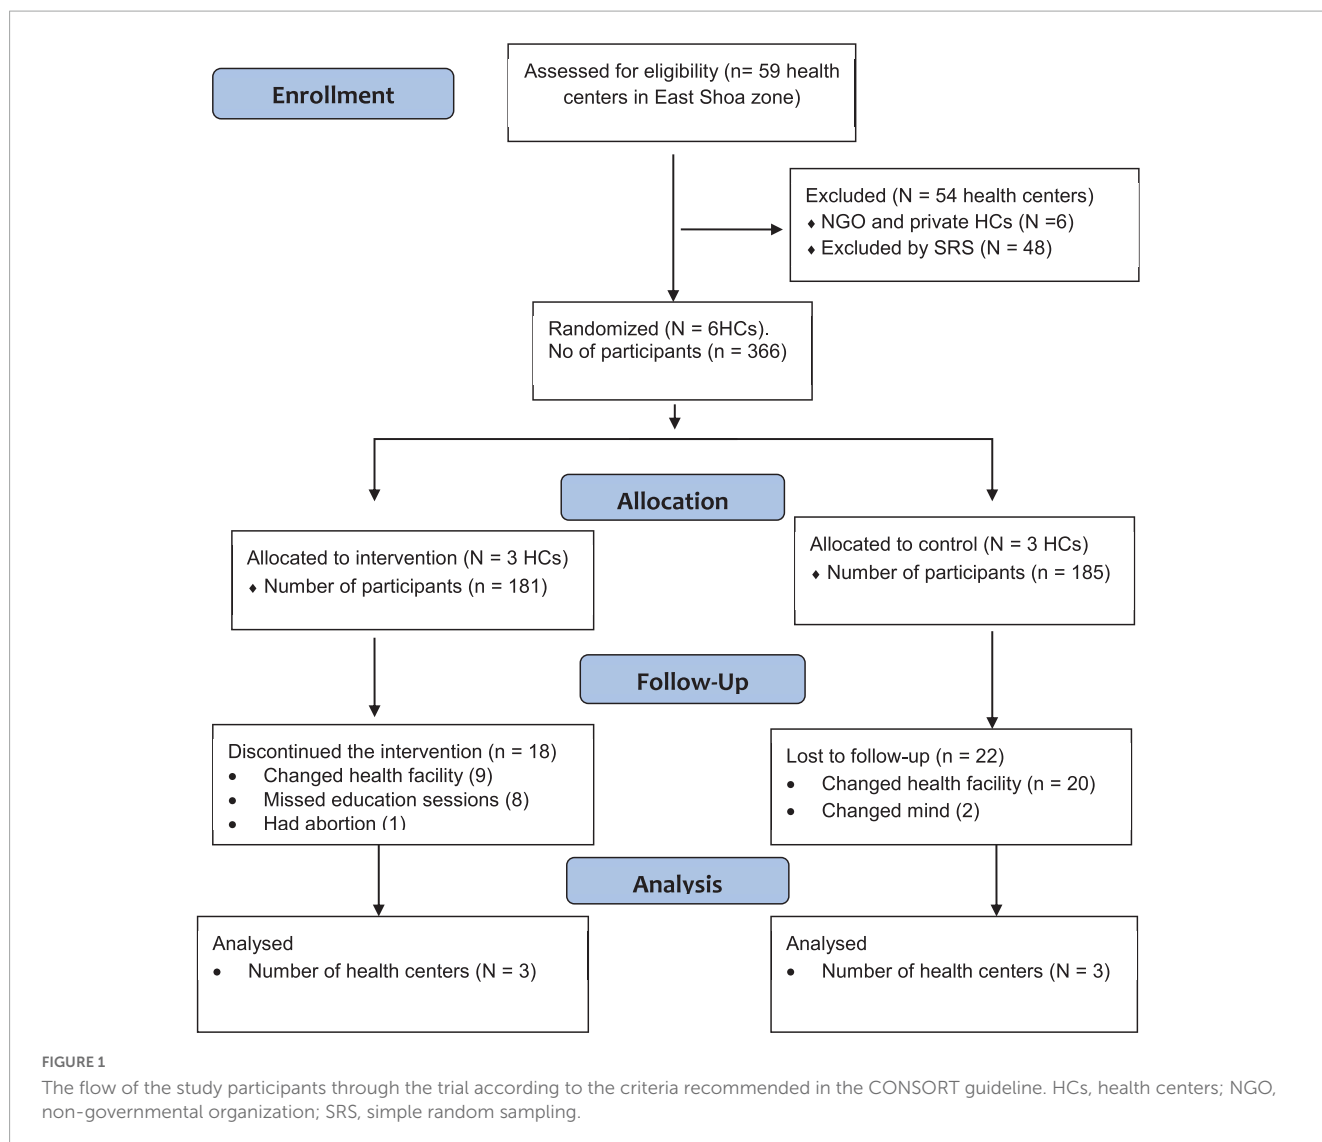 Enrollment
Assessed for eligibility (n= 59 health
centers in East Shoa zone)
Excluded (N = 54 health centers)
⬧ NGO and private HCs (N =6)
⬧ Excluded by SRS (N = 48)
Randomized (N = 6HCs).
No of participants (n = 366)
Allocation
Allocated to intervention (N = 3 HCs)
⬧ Number of participants (n = 181)
Allocated to control (N = 3 HCs)
⬧ Number of participants (n = 185)
Follow-Up
Discontinued the intervention (n = 18)
• Changed health facility (9)
• Missed education sessions (8)
• Had abortion (1)
Lost to follow-up (n = 22)
• Changed health facility (n = 20)
• Changed mind (2)
Analysis
Analysed
• Number of health centers (N = 3)
Analysed
• Number of health centers (N = 3)
FIGURE 1
The flow of the study participants through the trial according to the criteria recommended in the CONSORT guideline. HCs, health centers; NGO,
non-governmental organization; SRS, simple random sampling.